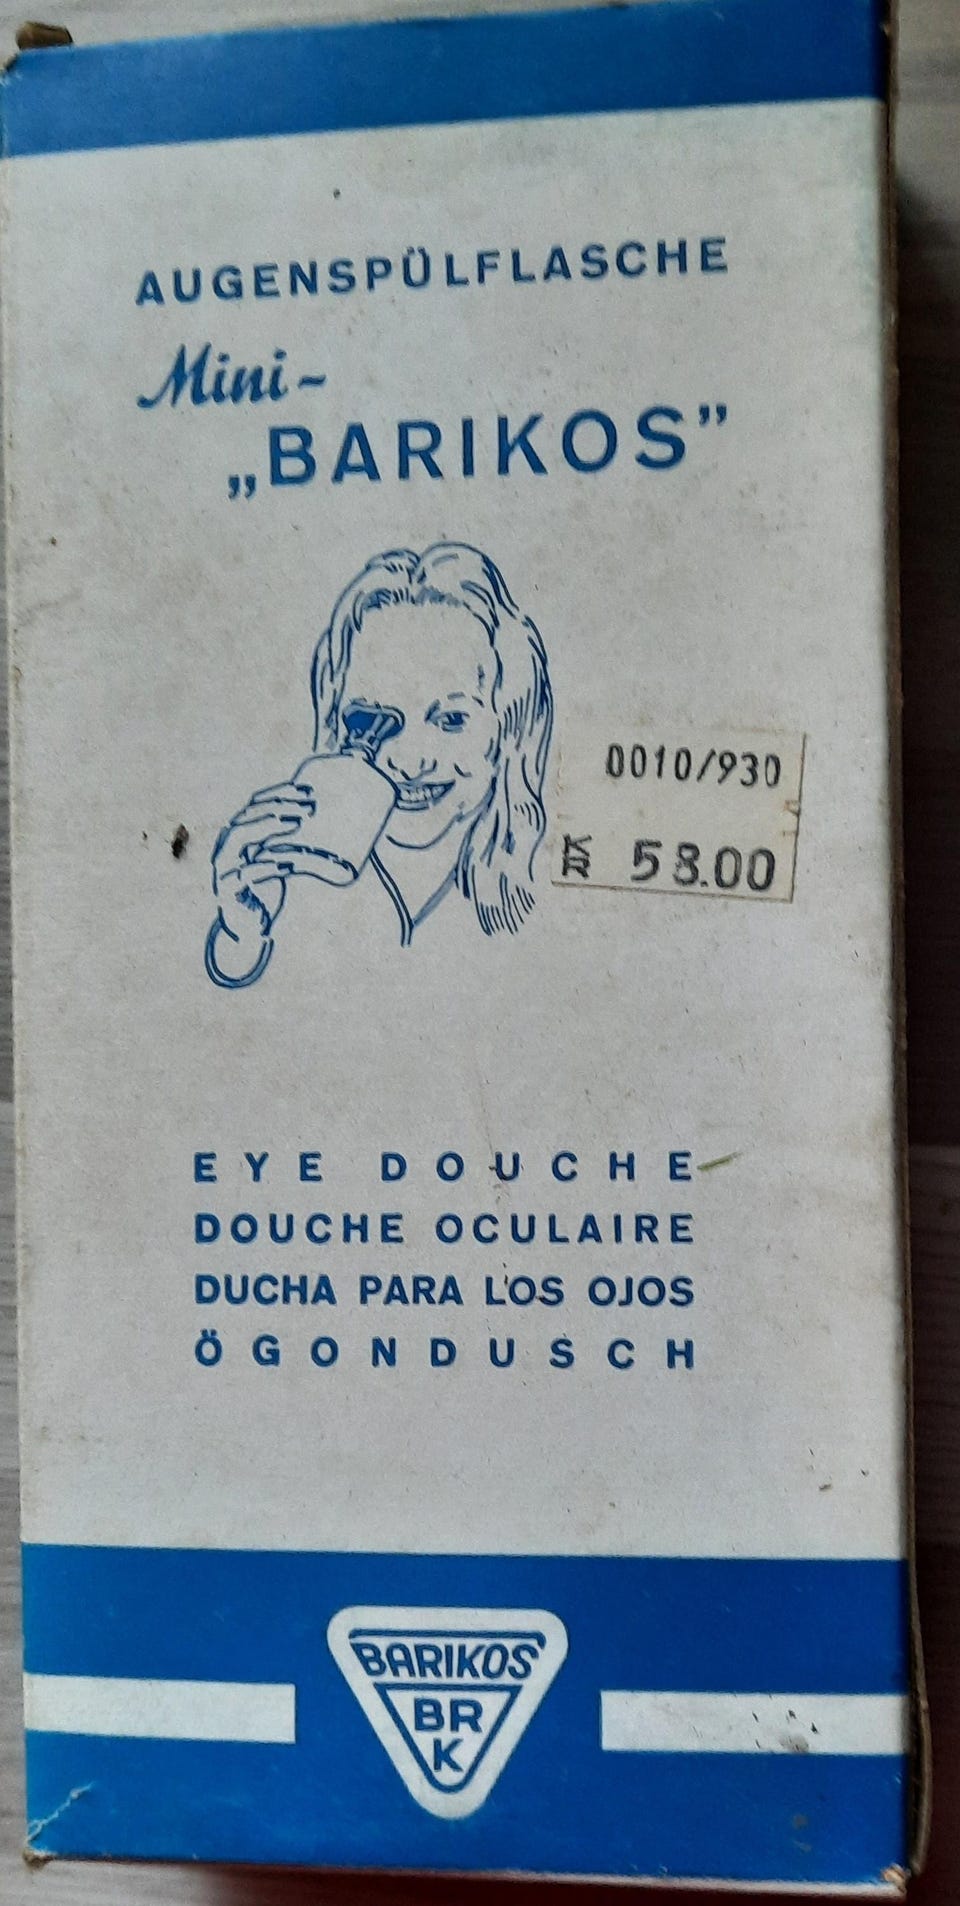 AUGENSPÜLFLASCHE
Mini-
„BARIKOS”
0010/930
KR 58.00
EYE DOUCHE
DOUCHE OCULAIRE
DUCHA PARA LOS OJOS
ÖGONDUSCH
BARIKOS
BR
K